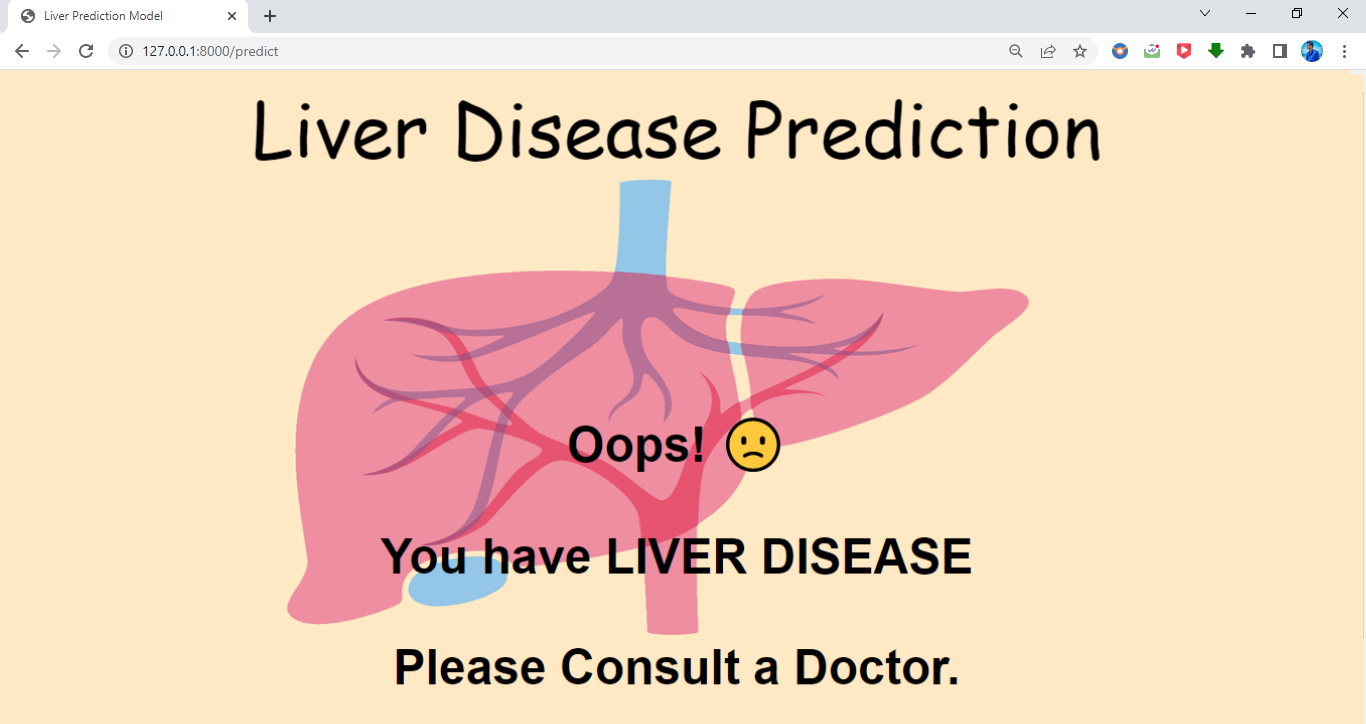 Liver Prediction Model
127.0.0.1:8000/predict
Liver Disease Prediction
Oops! 🙁
You have LIVER DISEASE
Please Consult a Doctor.